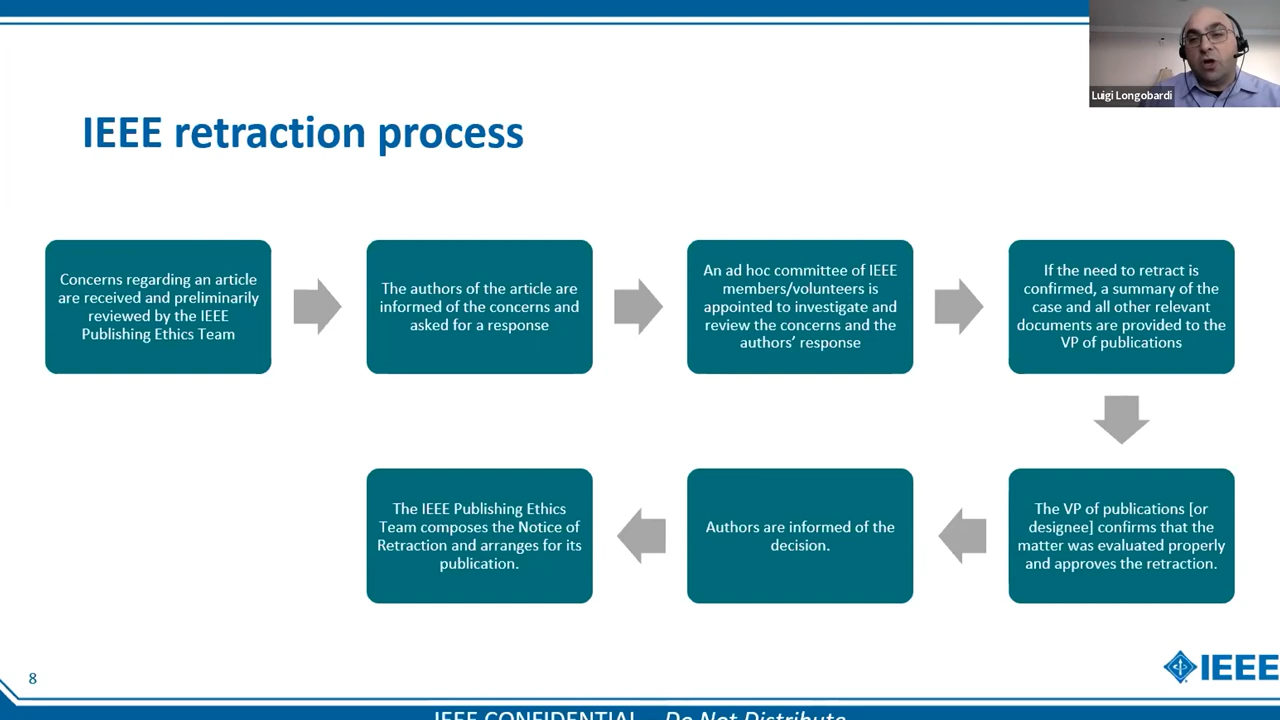 Luigi Longobardi
IEEE retraction process
Concerns regarding an article
are received and preliminarily
reviewed by the IEEE
Publishing Ethics Team
The authors of the article are
informed of the concerns and
asked for a response
An ad hoc committee of IEEE
members/volunteers is
appointed to investigate and
review the concerns and the
authors' response
If the need to retract is
confirmed, a summary of the
case and all other relevant
documents are provided to the
VP of publications
The VP of publications [or
designee] confirms that the
matter was evaluated properly
and approves the retraction.
Authors are informed of the
decision.
The IEEE Publishing Ethics
Team composes the Notice of
Retraction and arranges for its
publication.
8
IEEE
IEEE CONFIDENTIAL – Do Not Distribute